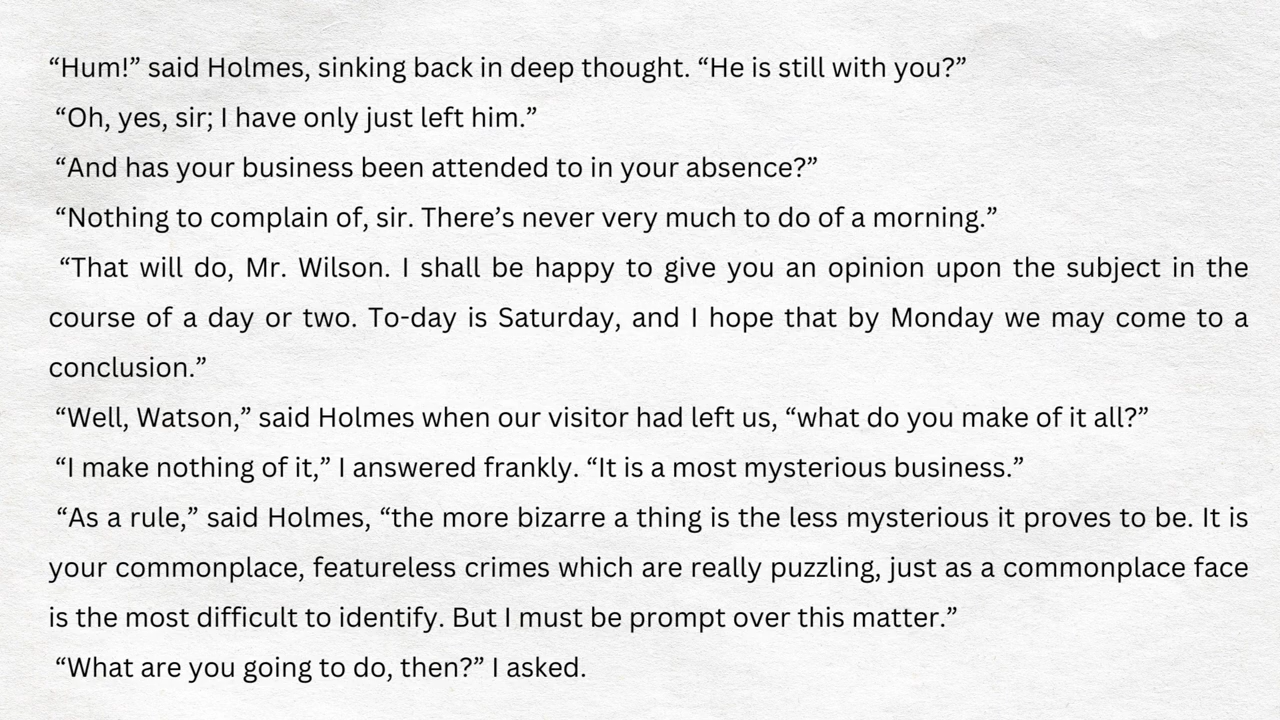 “Hum!” said Holmes, sinking back in deep thought. “He is still with you?”
“Oh, yes, sir; I have only just left him.”
“And has your business been attended to in your absence?”
“Nothing to complain of, sir. There’s never very much to do of a morning.”
“That will do, Mr. Wilson. I shall be happy to give you an opinion upon the subject in the
course of a day or two. To-day is Saturday, and I hope that by Monday we may come to a
conclusion.”
“Well, Watson,” said Holmes when our visitor had left us, “what do you make of it all?”
“I make nothing of it,” I answered frankly. “It is a most mysterious business.”
“As a rule,” said Holmes, “the more bizarre a thing is the less mysterious it proves to be. It is
your commonplace, featureless crimes which are really puzzling, just as a commonplace face
is the most difficult to identify. But I must be prompt over this matter.”
“What are you going to do, then?” I asked.